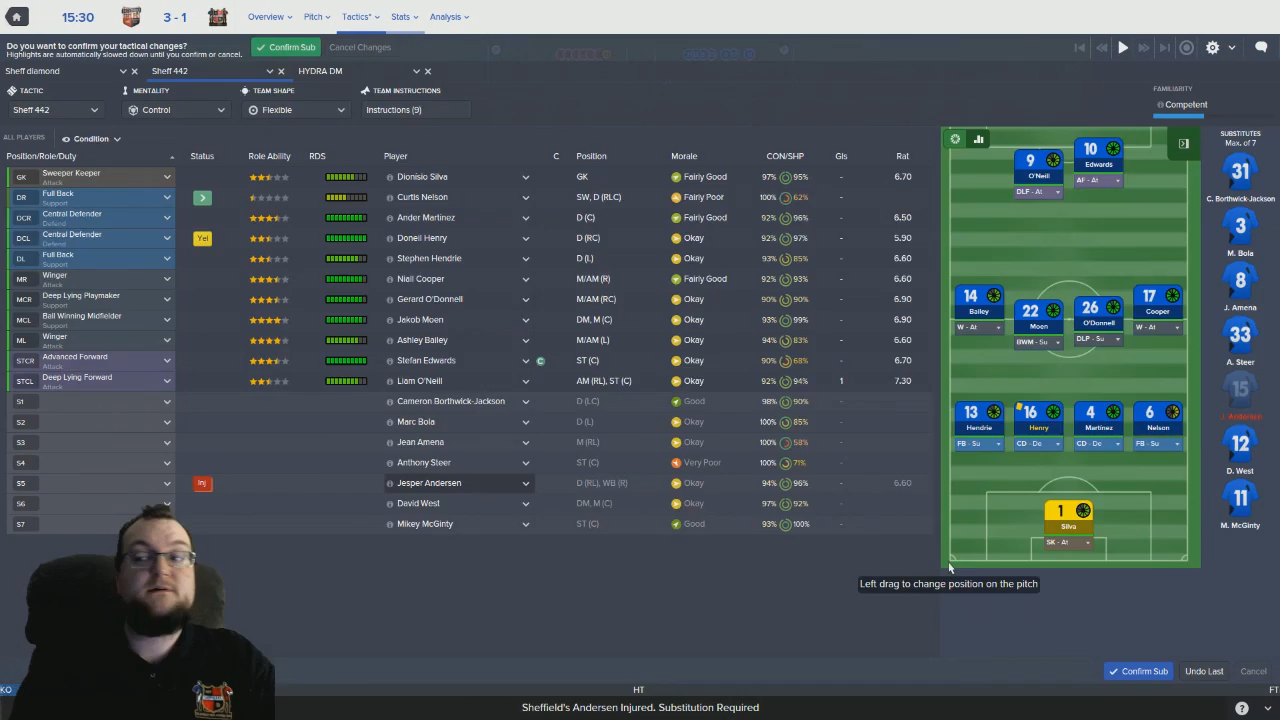 15:30 3 - 1 Overview Pitch Tactics* Stats Analysis
Do you want to confirm your tactical changes?
Highlights are automatically slowed down until you confirm or cancel.
Confirm Sub Cancel Changes
Sheff diamond Sheff 442 HYDRA DM
TACTIC MENTALITY TEAM SHAPE TEAM INSTRUCTIONS FAMILIARITY
Sheff 442 Control Flexible Instructions (9) Competent
ALL PLAYERS Condition
Position/Role/Duty Status Role Ability RDS Player C Position Morale CON/SHP Gls Rat
GK Sweeper Keeper Attack Dionisio Silva GK Fairly Good 97% 95% - 6.70
DR Full Back Support Curtis Nelson SW, D (RLC) Fairly Poor 100% 62% -
DCR Central Defender Defend Ander Martinez D (C) Fairly Good 92% 96% - 6.50
DCL Central Defender Defend Yel Doneil Henry D (RC) Okay 92% 97% - 5.90
DL Full Back Support Stephen Hendrie D (L) Okay 93% 85% - 6.60
MR Winger Attack Niall Cooper M/AM (R) Fairly Good 92% 93% - 6.60
MCR Deep Lying Playmaker Support Gerard O'Donnell M/AM (RC) Okay 90% 90% - 6.90
MCL Ball Winning Midfielder Support Jakob Moen DM, M (C) Okay 93% 99% - 6.90
ML Winger Attack Ashley Bailey M/AM (L) Okay 94% 83% - 6.60
STCR Advanced Forward Attack Stefan Edwards C ST (C) Okay 90% 68% - 6.70
STCL Deep Lying Forward Attack Liam O'Neill AM (RL), ST (C) Okay 92% 94% 1 7.30
S1 Cameron Borthwick-Jackson D (LC) Good 98% 90% -
S2 Marc Bola D (L) Okay 100% 85% -
S3 Jean Amena M (RL) Okay 100% 58% -
S4 Anthony Steer ST (C) Very Poor 100% 71% -
S5 Inj Jesper Andersen D (RL), WB (R) Okay 94% 96% - 6.60
S6 David West DM, M (C) Okay 97% 92% -
S7 Mikey McGinty ST (C) Good 93% 100% -
9 O'Neill DLF - At
10 Edwards AF - At
14 Bailey W - At
22 Moen BWM - Su
26 O'Donnell DLP - Su
17 Cooper W - At
13 Hendrie FB - Su
16 Henry CD - De
4 Martinez CD - De
6 Nelson FB - Su
1 Silva SK - At
Left drag to change position on the pitch
SUBSTITUTES
Max. of 7
31
C. Borthwick-Jackson
3
M. Bola
8
J. Amena
33
A. Steer
15
J. Andersen
12
D. West
11
M. McGinty
Confirm Sub Undo Last Cancel
KO HT FT
Sheffield's Andersen Injured. Substitution Required